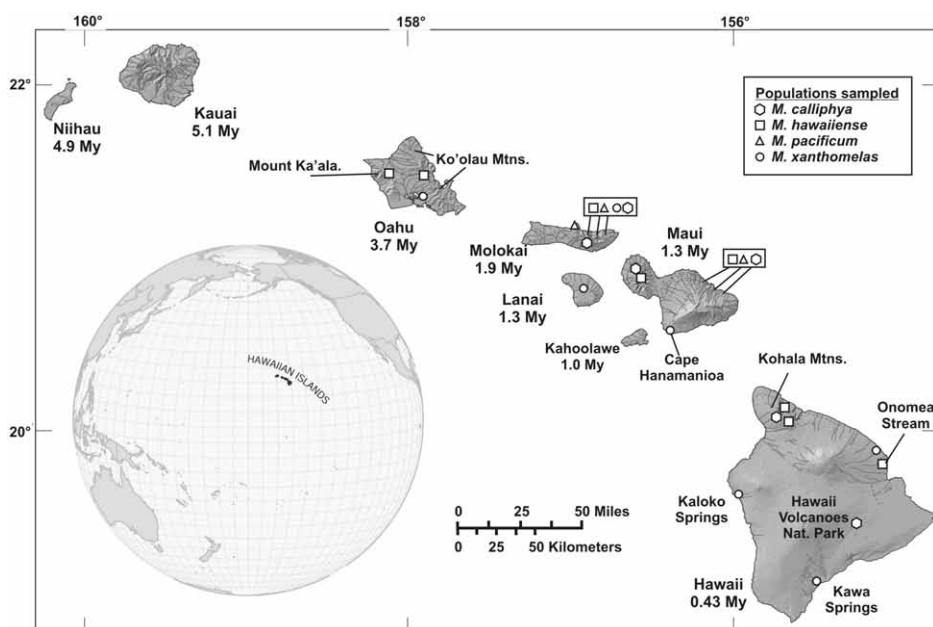 160°
158°
156°
22°
20°
Populations sampled
M. calliphya
M. hawaiiense
M. pacificum
M. xanthomelas
Niihau
4.9 My
Kauai
5.1 My
Mount Ka'ala.
Ko'olau Mtns.
Oahu
3.7 My
Molokai
1.9 My
Maui
1.3 My
Lanai
1.3 My
Kahoolawe
1.0 My
Cape
Hanamanioa
Kohala Mtns.
Onomea
Stream
Kaloko
Springs
Hawaii
Volcanoes
Nat. Park
Hawaii
0.43 My
Kawa
Springs
HAWAIIAN ISLANDS
0 25 50 Miles
0 25 50 Kilometers